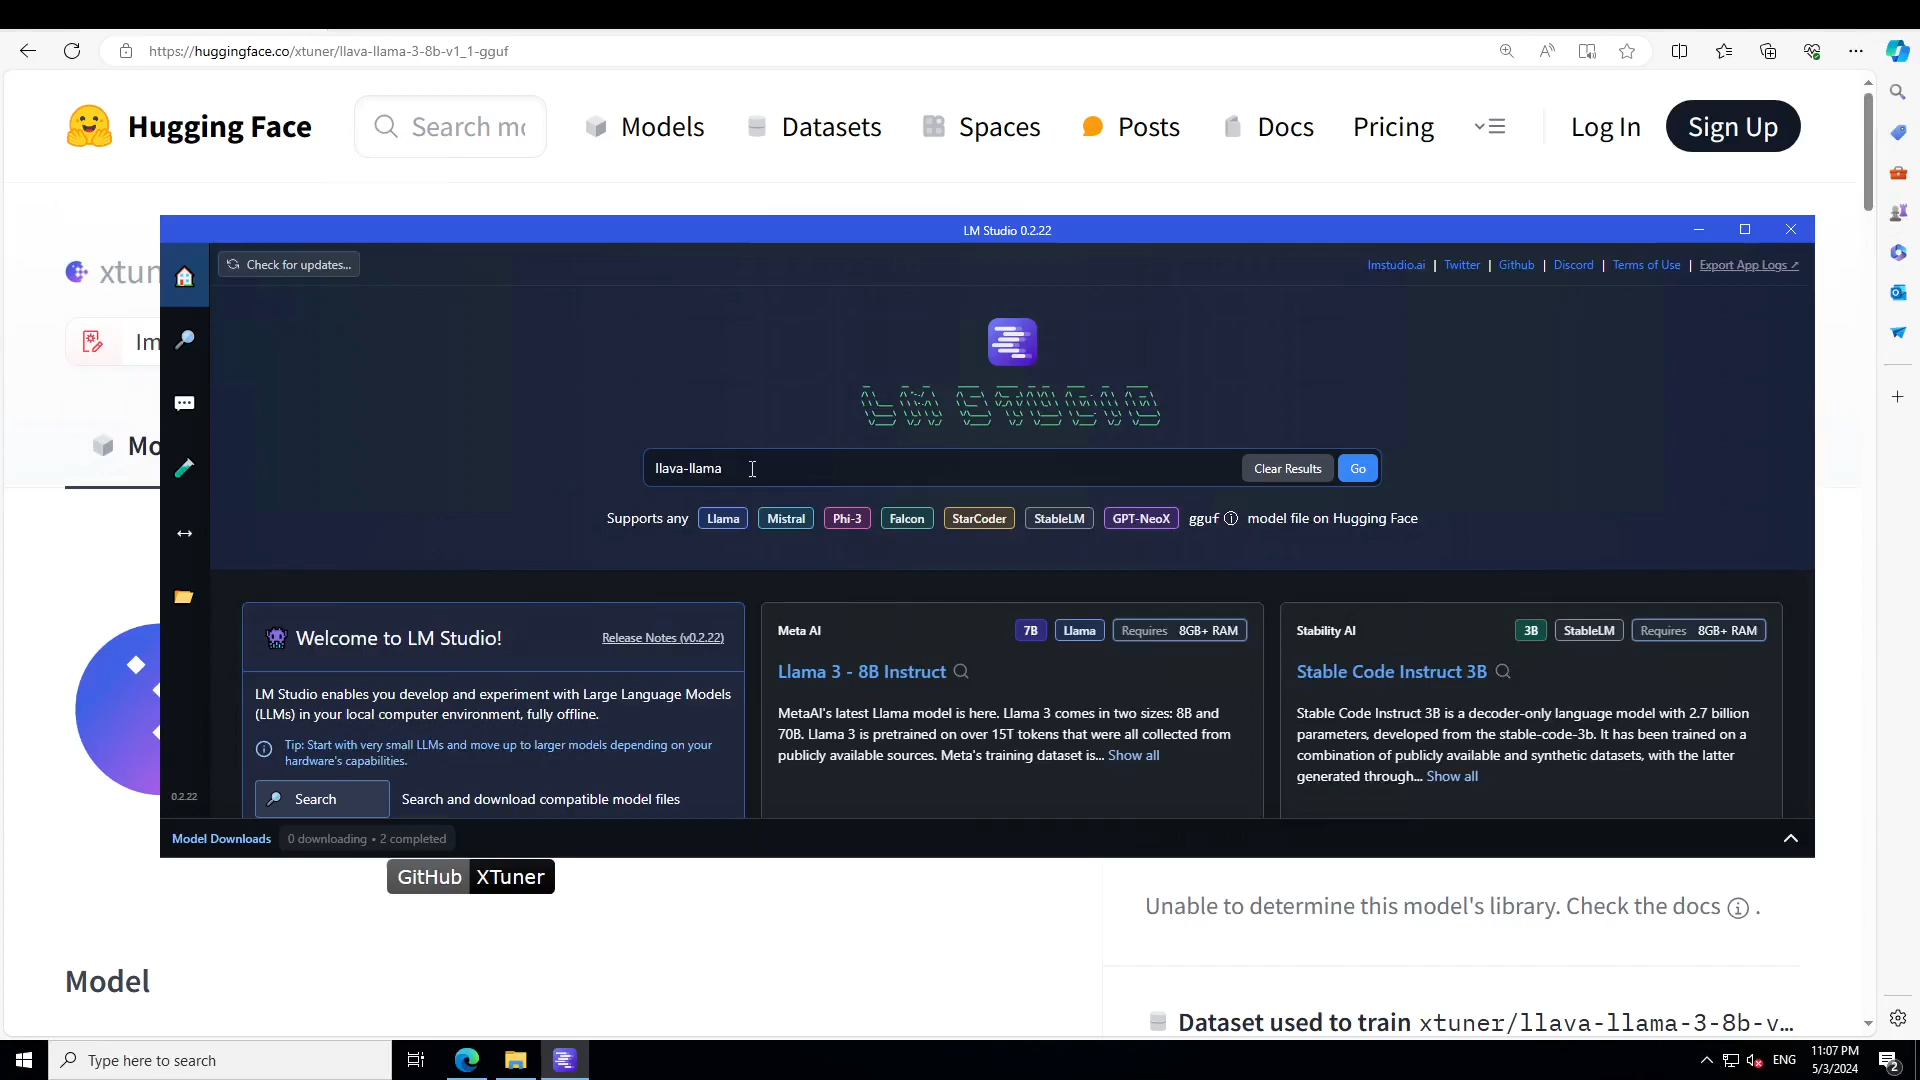 https://huggingface.co/xtuner/llava-llama-3-8b-v1_1-gguf
Hugging Face
Search mo
Models
Datasets
Spaces
Posts
Docs
Pricing
Log In
Sign Up
xtun
Im
Mo
LM Studio 0.2.22
Check for updates...
lmstudio.ai | Twitter | Github | Discord | Terms of Use | Export App Logs ↗
LM STUDIO
llava-llama
Clear Results
Go
Supports any Llama Mistral Phi-3 Falcon StarCoder StableLM GPT-NeoX gguf model file on Hugging Face
Welcome to LM Studio!
Release Notes (v0.2.22)
LM Studio enables you develop and experiment with Large Language Models
(LLMs) in your local computer environment, fully offline.
Tip: Start with very small LLMs and move up to larger models depending on your
hardware's capabilities.
Search
Search and download compatible model files
Meta AI
7B
Llama
Requires 8GB+ RAM
Llama 3 - 8B Instruct
MetaAI's latest Llama model is here. Llama 3 comes in two sizes: 8B and
70B. Llama 3 is pretrained on over 15T tokens that were all collected from
publicly available sources. Meta's training dataset is... Show all
Stability AI
3B
StableLM
Requires 8GB+ RAM
Stable Code Instruct 3B
Stable Code Instruct 3B is a decoder-only language model with 2.7 billion
parameters, developed from the stable-code-3b. It has been trained on a
combination of publicly available and synthetic datasets, with the latter
generated through... Show all
0.2.22
Model Downloads
0 downloading • 2 completed
GitHub XTuner
Unable to determine this model's library. Check the docs .
Model
Dataset used to train xtuner/llava-llama-3-8b-v...
Type here to search
ENG
11:07 PM
5/3/2024
2